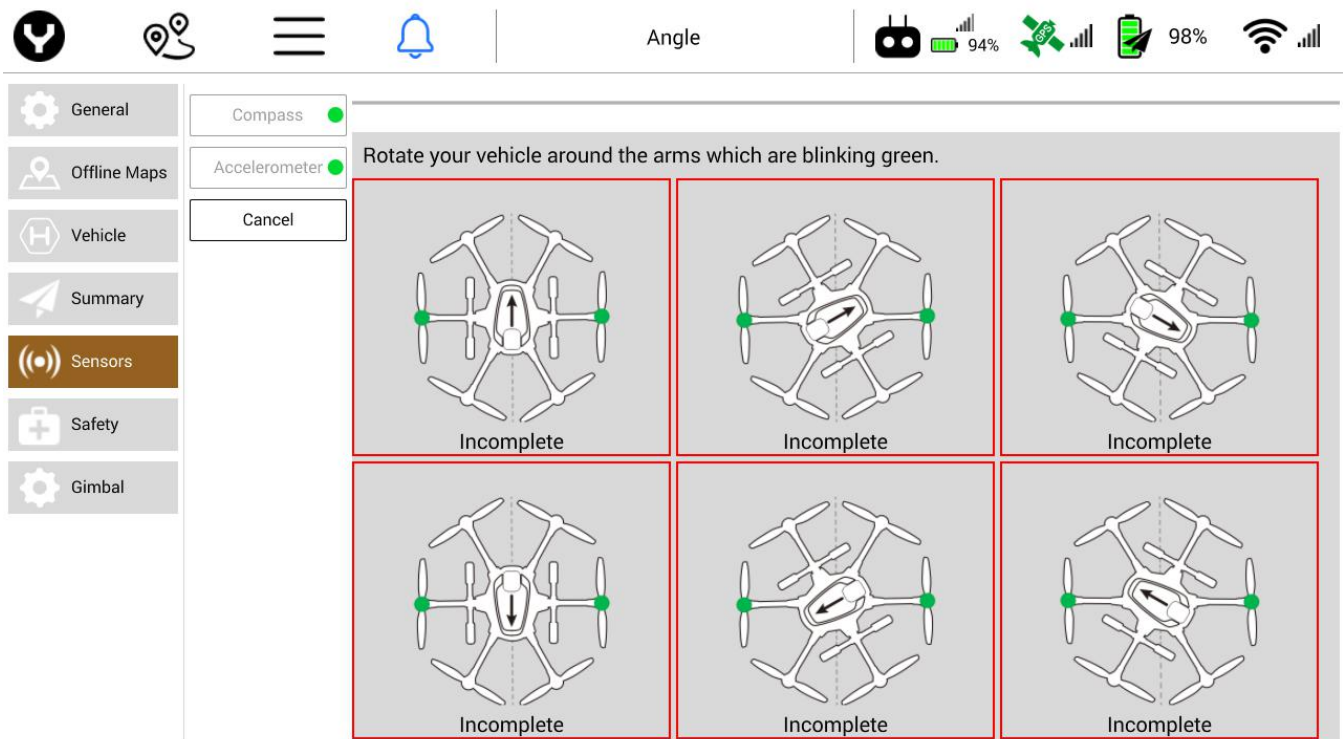 Angle
94%
GPS
98%
General
Offline Maps
Vehicle
Summary
Sensors
Safety
Gimbal
Compass
Accelerometer
Cancel
Rotate your vehicle around the arms which are blinking green.
Incomplete
Incomplete
Incomplete
Incomplete
Incomplete
Incomplete